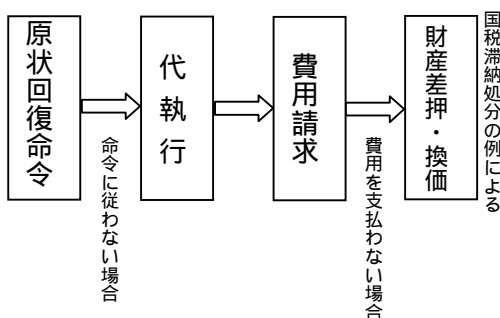 原状回復命令
命令に従わない場合
代執行
費用請求
費用を支払わない場合
財産差押・換価
国税滞納処分の例による